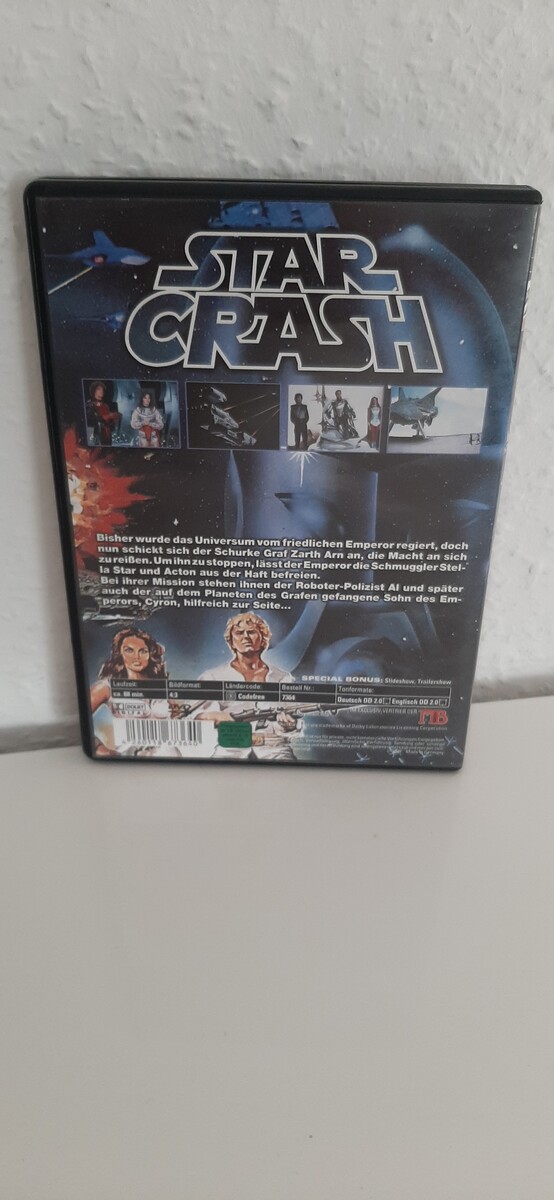 STAR
CRASH
Bisher wurde das Universum vom friedlichen Emperor regiert, doch
nun schickt sich der Schurke Graf Zarth Arn an, die Macht an sich
zu reißen. Um ihn zu stoppen, lässt der Emperor die Schmuggler Stel-
la Star und Acton aus der Haft befreien.
Bei ihrer Mission stehen ihnen der Roboter-Polizist Al und später
auch der auf dem Planeten des Grafen gefangene Sohn des Em-
perors, Cyron, hilfreich zur Seite...
SPECIAL BONUS: Slideshow, Trailershow
Laufzeit: Bildformat: Ländercode: Bestell Nr.: Tonformate:
ca. 88 min. 4:3 Codefree 7364 Deutsch DD 2.0 Englisch DD 2.0
DOLBY
EXKLUSIV-VERTRIEB DER
MIB